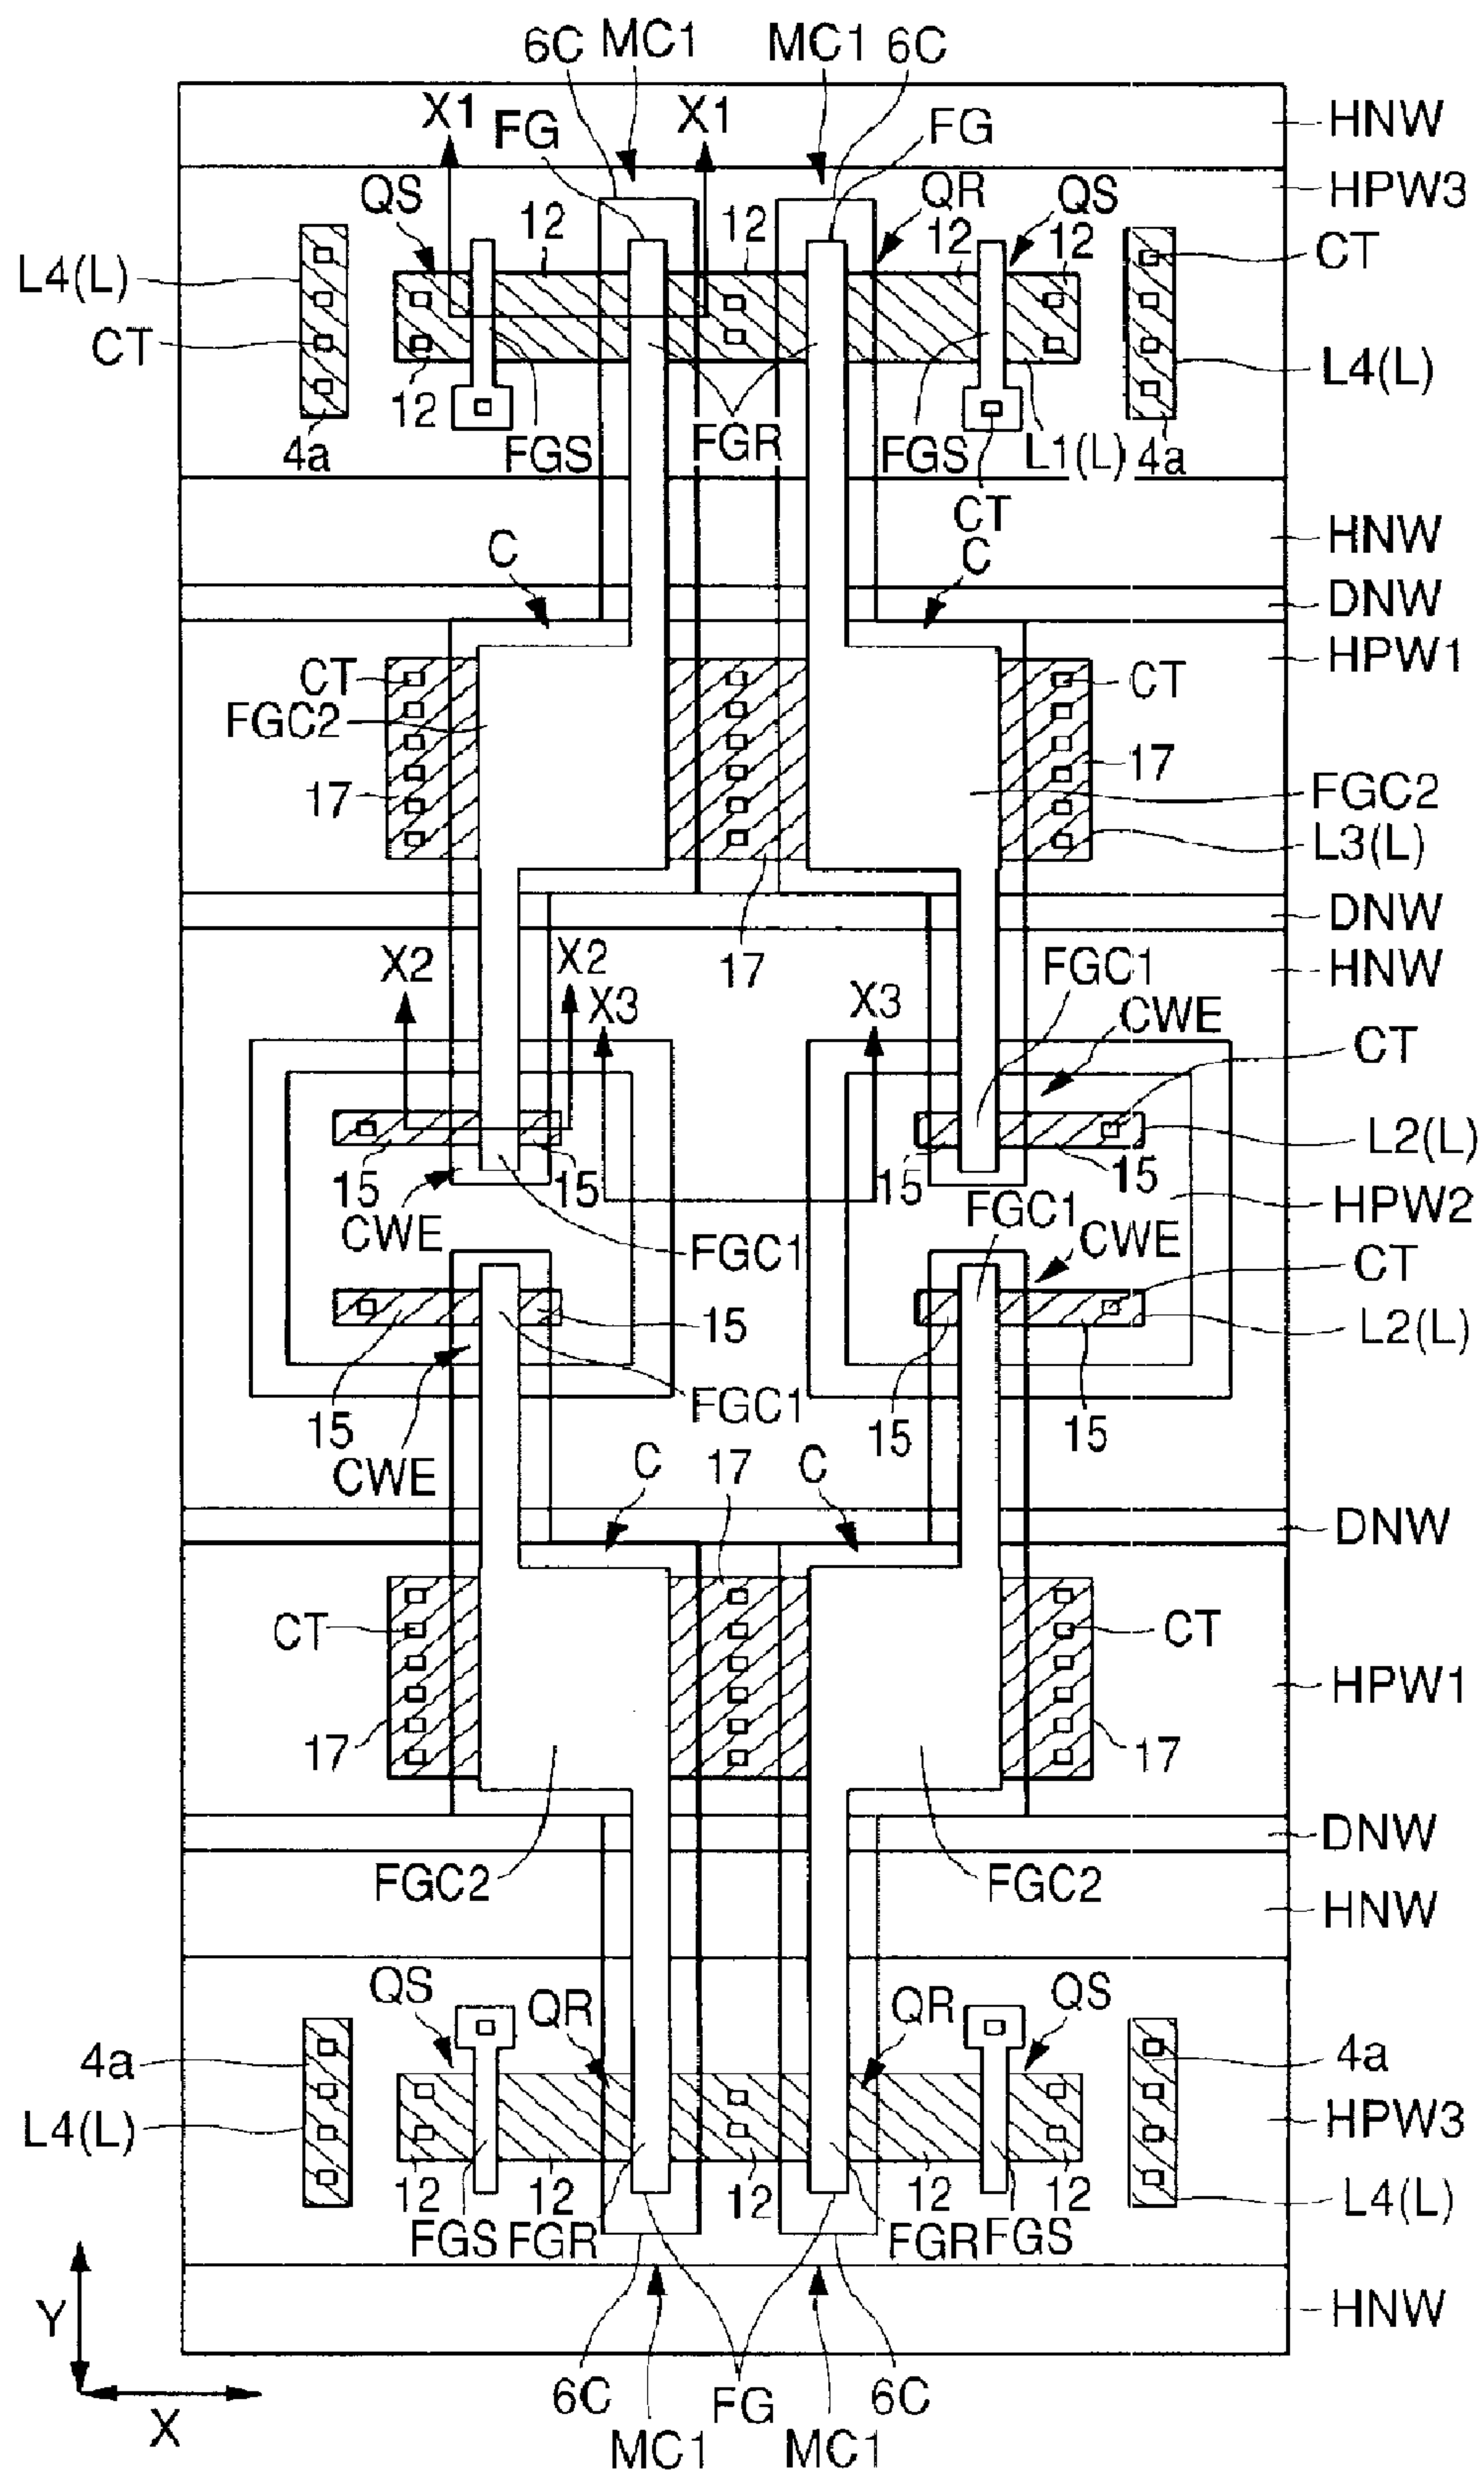 6C MC1 MC1 6C
X1 FG X1 FG HNW
QS 12 12 QR 12 QS 12 HPW3
L4(L) CT
CT L4(L)
4a 12 FGS FGR FGS L1(L) 4a
CT
C C HNW
DNW
HPW1
CT CT
FGC2
17 17
FGC2
L3(L)
DNW
X2 X2 17 FGC1 HNW
X3 X3 CWE
CT
L2(L)
15 15 15 15
HPW2
CWE FGC1 FGC1 CWE
CT
15 L2(L)
FGC1
15 15 15
CWE C 17 C
DNW
CT CT
HPW1
17 17
DNW
FGC2 FGC2
HNW
QS QR QR QS
4a 4a
L4(L) HPW3
12 12 12 12 12
L4(L)
FGS FGR FGR FGS
Y HNW
X 6C FG 6C
MC1 MC1